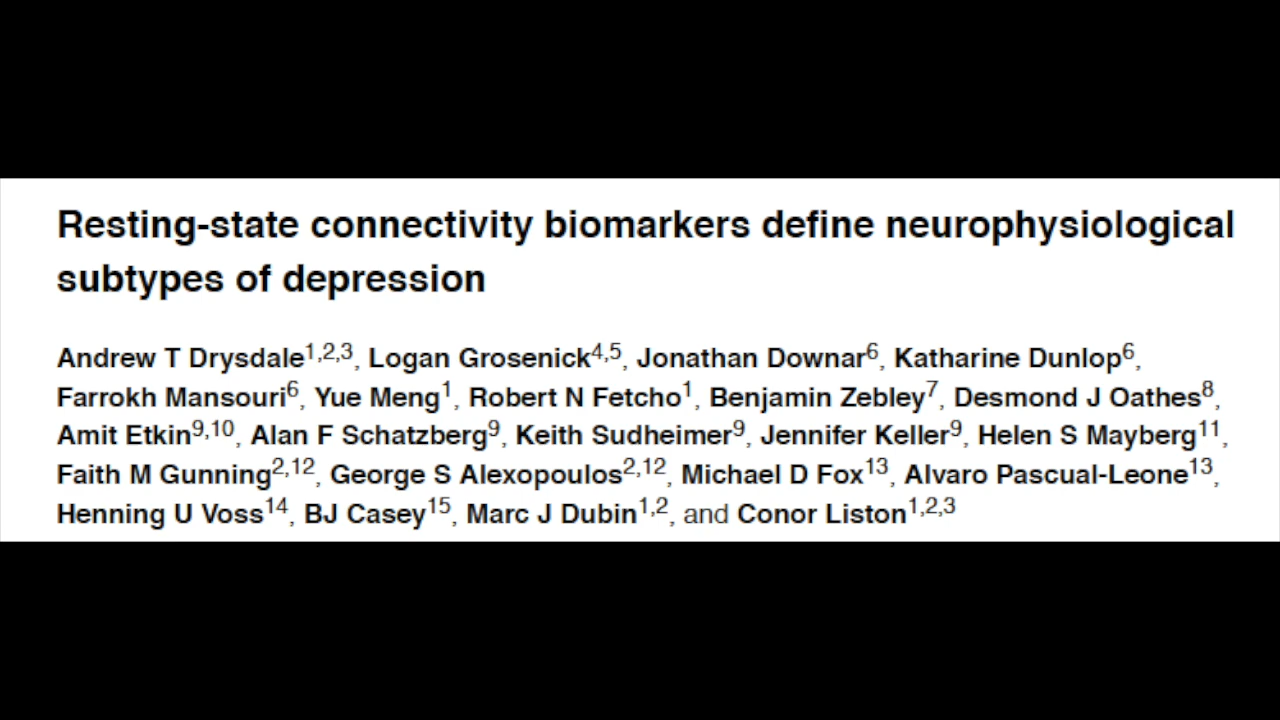 Resting-state connectivity biomarkers define neurophysiological
subtypes of depression
Andrew T Drysdale1,2,3, Logan Grosenick4,5, Jonathan Downar6, Katharine Dunlop6,
Farrokh Mansouri6, Yue Meng1, Robert N Fetcho1, Benjamin Zebley7, Desmond J Oathes8,
Amit Etkin9,10, Alan F Schatzberg9, Keith Sudheimer9, Jennifer Keller9, Helen S Mayberg11,
Faith M Gunning2,12, George S Alexopoulos2,12, Michael D Fox13, Alvaro Pascual-Leone13,
Henning U Voss14, BJ Casey15, Marc J Dubin1,2, and Conor Liston1,2,3